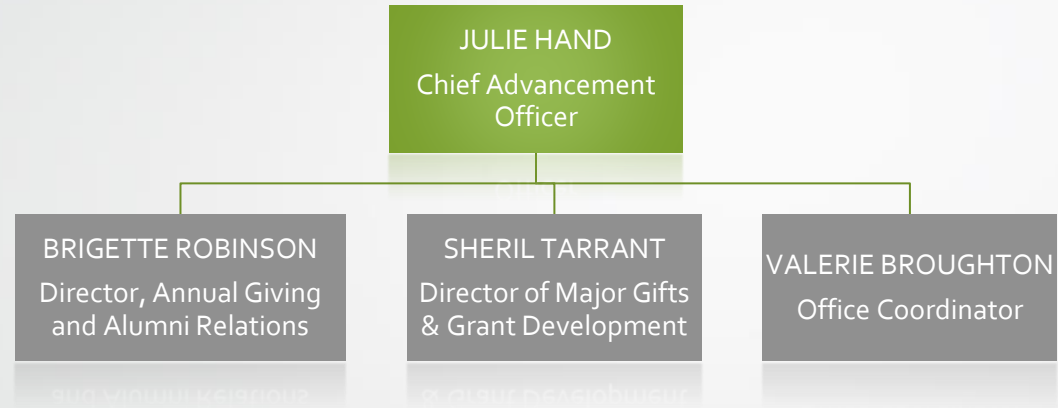 JULIE HAND
Chief Advancement
Officer
BRIGETTE ROBINSON
Director, Annual Giving
and Alumni Relations
SHERIL TARRANT
Director of Major Gifts
& Grant Development
VALERIE BROUGHTON
Office Coordinator